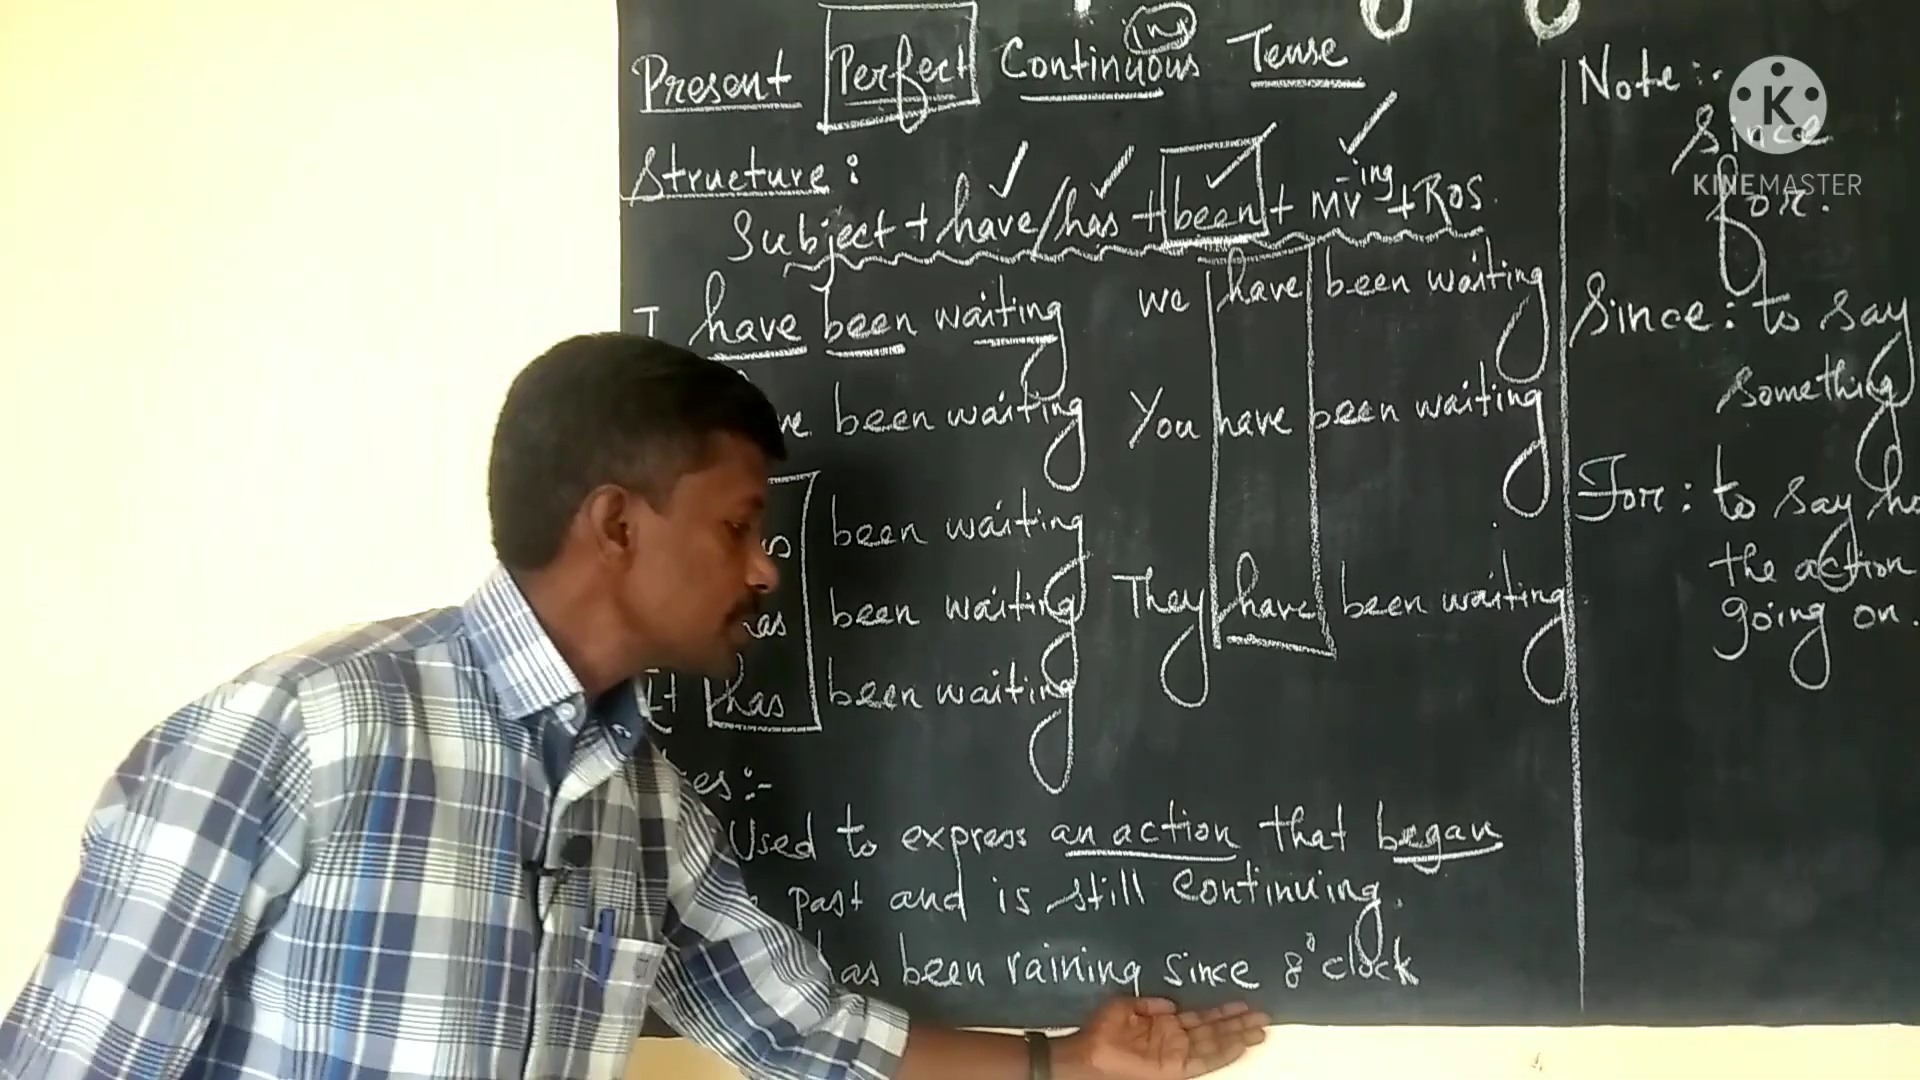 Present Perfect Continuous Tense
ing
Structure:
Subject + have/has + been + MV ing + ROS.
I have been waiting
been waiting
been waiting
been waiting
It has been waiting
We have been waiting
You have been waiting
They have been waiting
Used to express an action that began
past and is still continuing.
has been raining since 8'o clock
Note:-
Since
for.
Since: to say
something
For: to say
the action
going on.
KINEMASTER